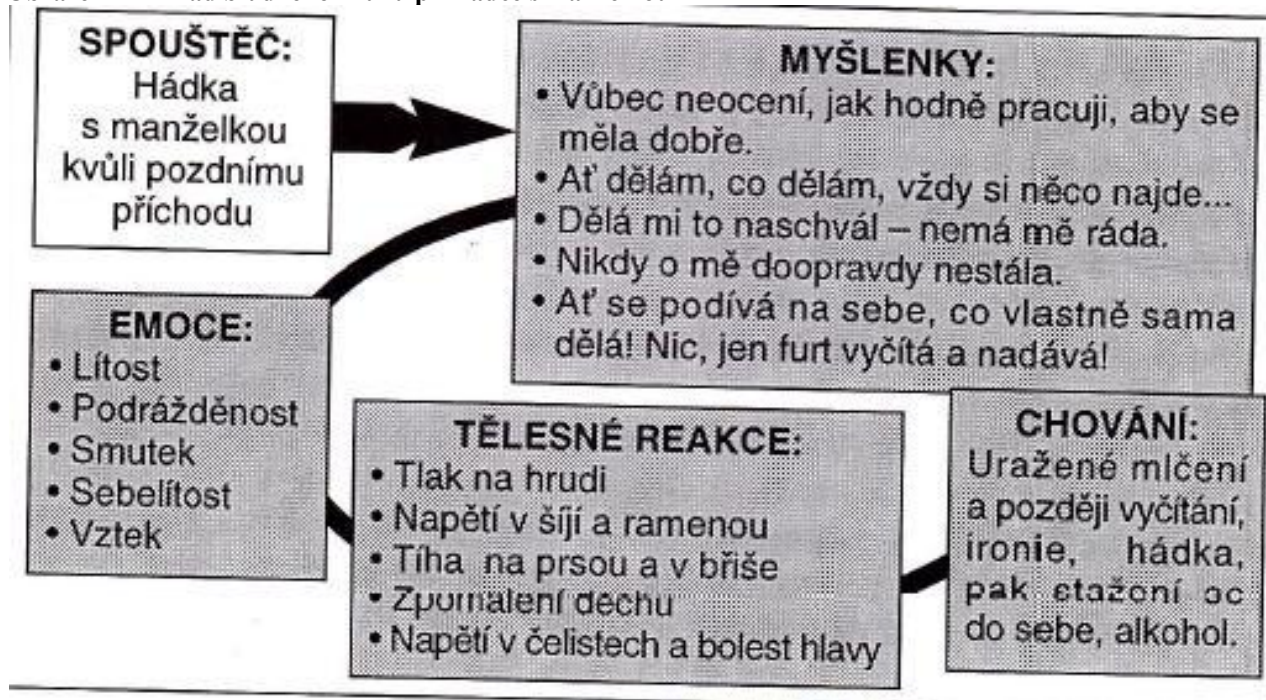 SPOUŠTĚČ:
Hádka
s manželkou
kvůli pozdnímu
příchodu
MYŠLENKY:
• Vůbec neocení, jak hodně pracuji, aby se
měla dobře.
• Ať dělám, co dělám, vždy si něco najde...
• Dělá mi to naschvál – nemá mě ráda.
• Nikdy o mě doopravdy nestála.
• Ať se podívá na sebe, co vlastně sama
dělá! Nic, jen furt vyčítá a nadává!
EMOCE:
• Lítost
• Podrážděnost
• Smutek
• Sebelítost
• Vztek
TĚLESNÉ REAKCE:
• Tlak na hrudi
• Napětí v šíjí a ramenou
• Tíha na prsou a v břiše
• Zpomalení dechu
• Napětí v čelistech a bolest hlavy
CHOVÁNÍ:
Uražené mlčení
a později vyčítání,
ironie, hádka,
pak stažení
do sebe, alkohol.